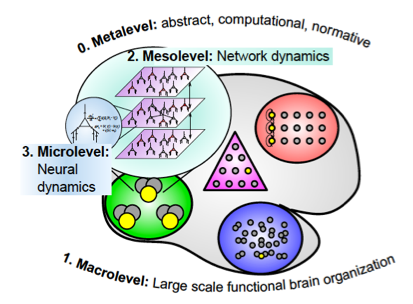 0. Metalevel: abstract, computational, normative
2. Mesolevel: Network dynamics
3. Microlevel:
Neural
dynamics
1. Macrolevel: Large scale functional brain organization